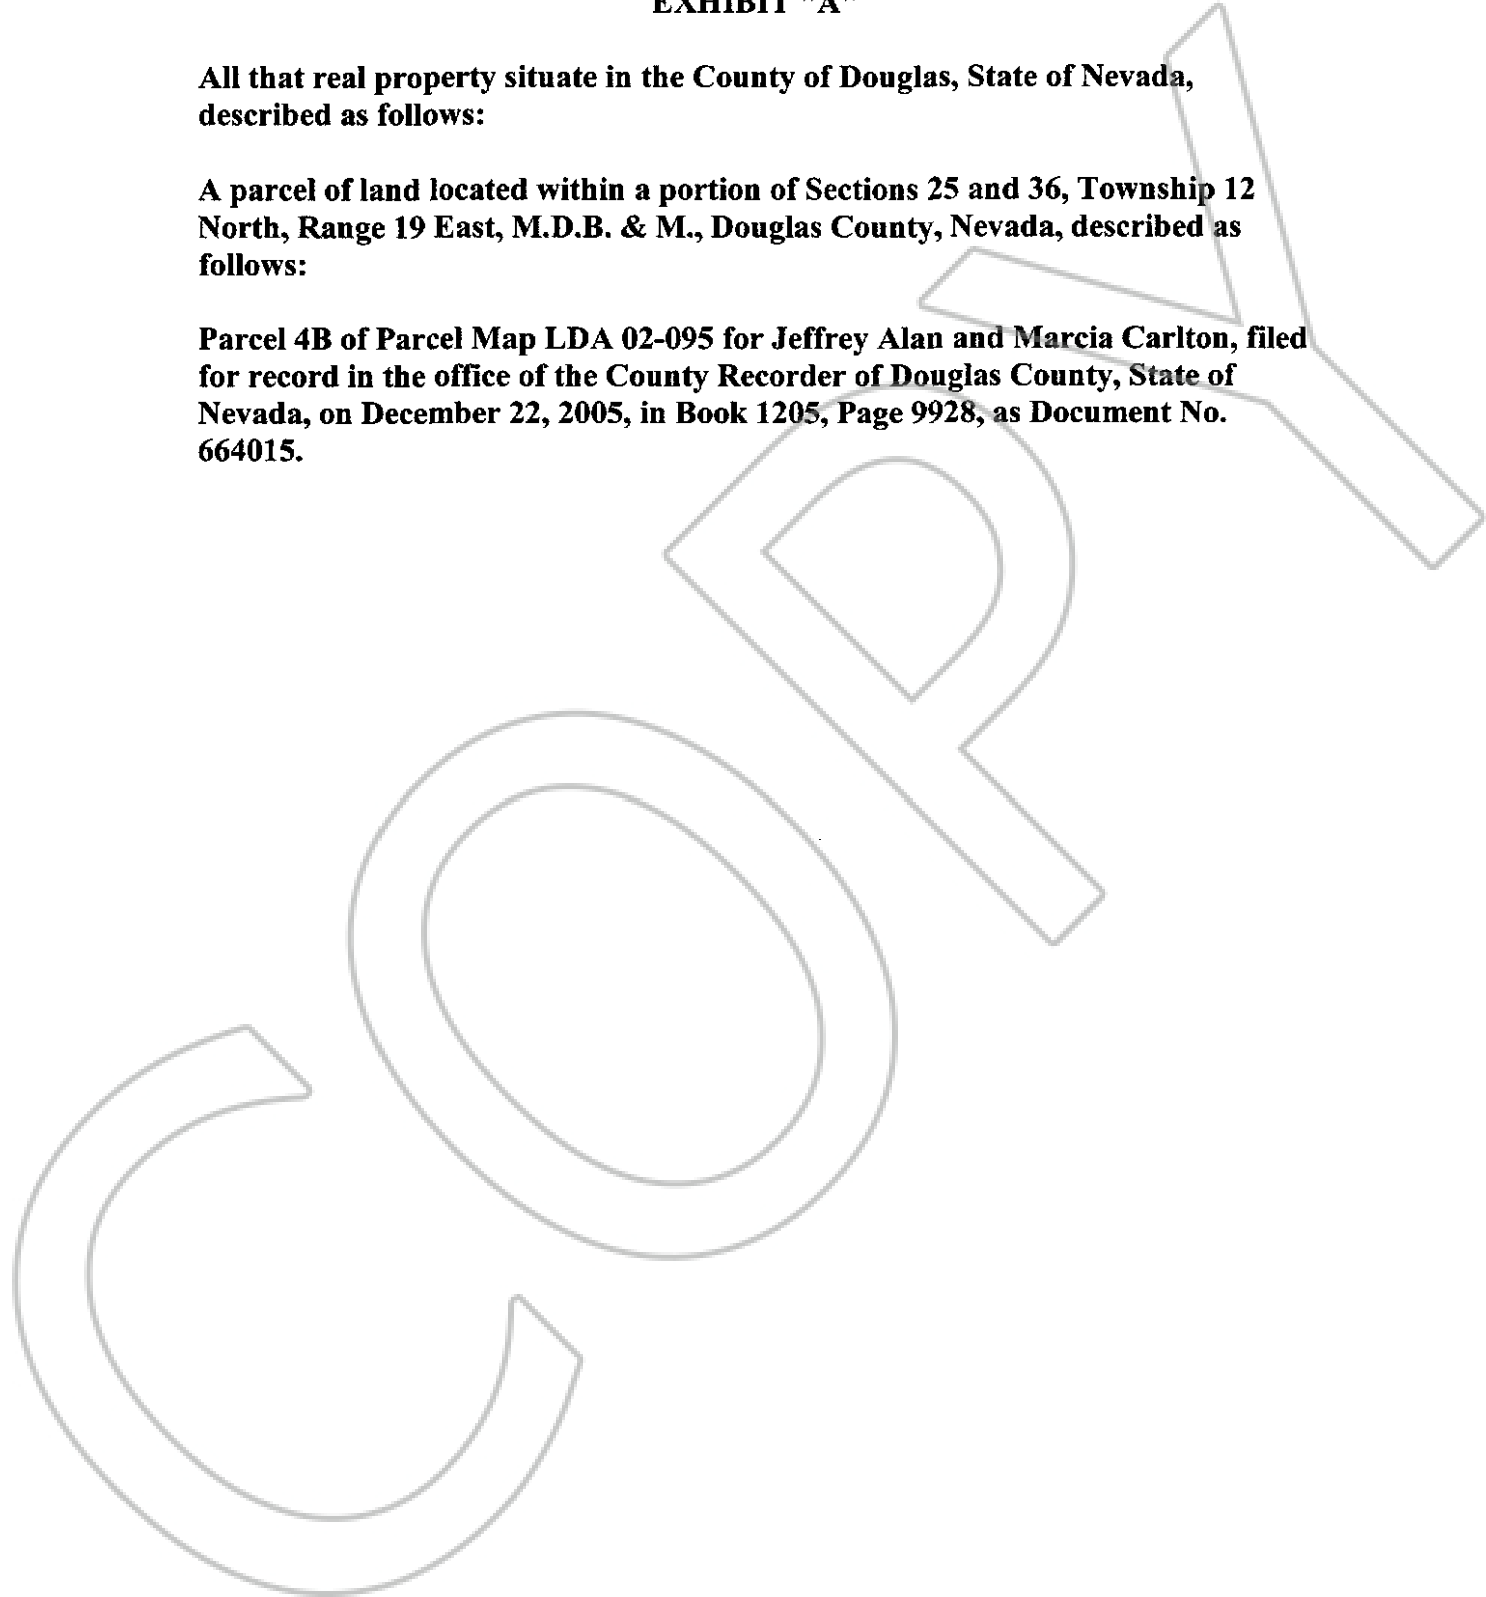 EXHIBIT "A"
All that real property situate in the County of Douglas, State of Nevada,
described as follows:
A parcel of land located within a portion of Sections 25 and 36, Township 12
North, Range 19 East, M.D.B. & M., Douglas County, Nevada, described as
follows:
Parcel 4B of Parcel Map LDA 02-095 for Jeffrey Alan and Marcia Carlton, filed
for record in the office of the County Recorder of Douglas County, State of
Nevada, on December 22, 2005, in Book 1205, Page 9928, as Document No.
664015.
COPY